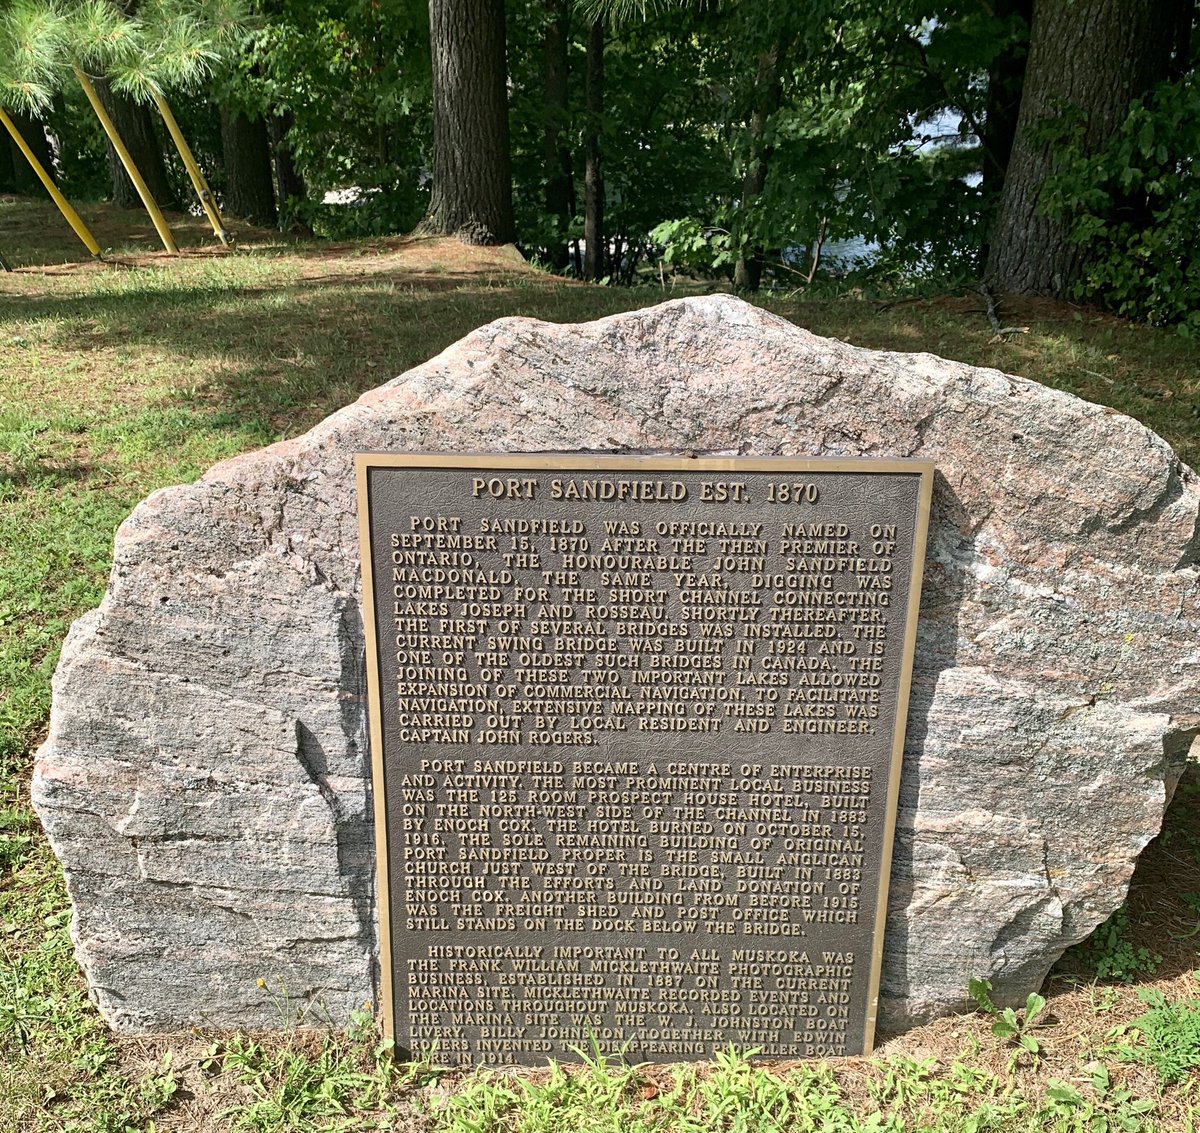 PORT SANDFIELD EST. 1870
PORT SANDFIELD WAS OFFICIALLY NAMED ON
SEPTEMBER 15, 1870 AFTER THE THEN PREMIER OF
ONTARIO, THE HONOURABLE JOHN SANDFIELD
MACDONALD. THE SAME YEAR, DIGGING WAS
COMPLETED FOR THE SHORT CHANNEL CONNECTING
LAKES JOSEPH AND ROSSEAU. SHORTLY THEREAFTER,
THE FIRST OF SEVERAL BRIDGES WAS INSTALLED. THE
CURRENT SWING BRIDGE WAS BUILT IN 1924 AND IS
ONE OF THE OLDEST SUCH BRIDGES IN CANADA. THE
JOINING OF THESE TWO IMPORTANT LAKES ALLOWED
EXPANSION OF COMMERCIAL NAVIGATION. TO FACILITATE
NAVIGATION, EXTENSIVE MAPPING OF THESE LAKES WAS
CARRIED OUT BY LOCAL RESIDENT AND ENGINEER,
CAPTAIN JOHN ROGERS.
PORT SANDFIELD BECAME A CENTRE OF ENTERPRISE
AND ACTIVITY. THE MOST PROMINENT LOCAL BUSINESS
WAS THE 125 ROOM PROSPECT HOUSE HOTEL, BUILT
ON THE NORTH-WEST SIDE OF THE CHANNEL IN 1883
BY ENOCH COX. THE HOTEL BURNED ON OCTOBER 15,
1916. THE SOLE REMAINING BUILDING OF ORIGINAL
PORT SANDFIELD PROPER IS THE SMALL ANGLICAN
CHURCH JUST WEST OF THE BRIDGE, BUILT IN 1883
THROUGH THE EFFORTS AND LAND DONATION OF
ENOCH COX. ANOTHER BUILDING FROM BEFORE 1915
WAS THE FREIGHT SHED AND POST OFFICE WHICH
STILL STANDS ON THE DOCK BELOW THE BRIDGE.
HISTORICALLY IMPORTANT TO ALL MUSKOKA WAS
THE FRANK WILLIAM MICKLETHWAITE PHOTOGRAPHIC
BUSINESS, ESTABLISHED IN 1887 ON THE CURRENT
MARINA SITE. MICKLETHWAITE RECORDED EVENTS AND
LOCATIONS THROUGHOUT MUSKOKA. ALSO LOCATED ON
THE MARINA SITE WAS THE W. J. JOHNSTON BOAT
LIVERY. BILLY JOHNSTON, TOGETHER WITH EDWIN
ROGERS INVENTED THE DISAPPEARING BOAT
HERE IN 1914.